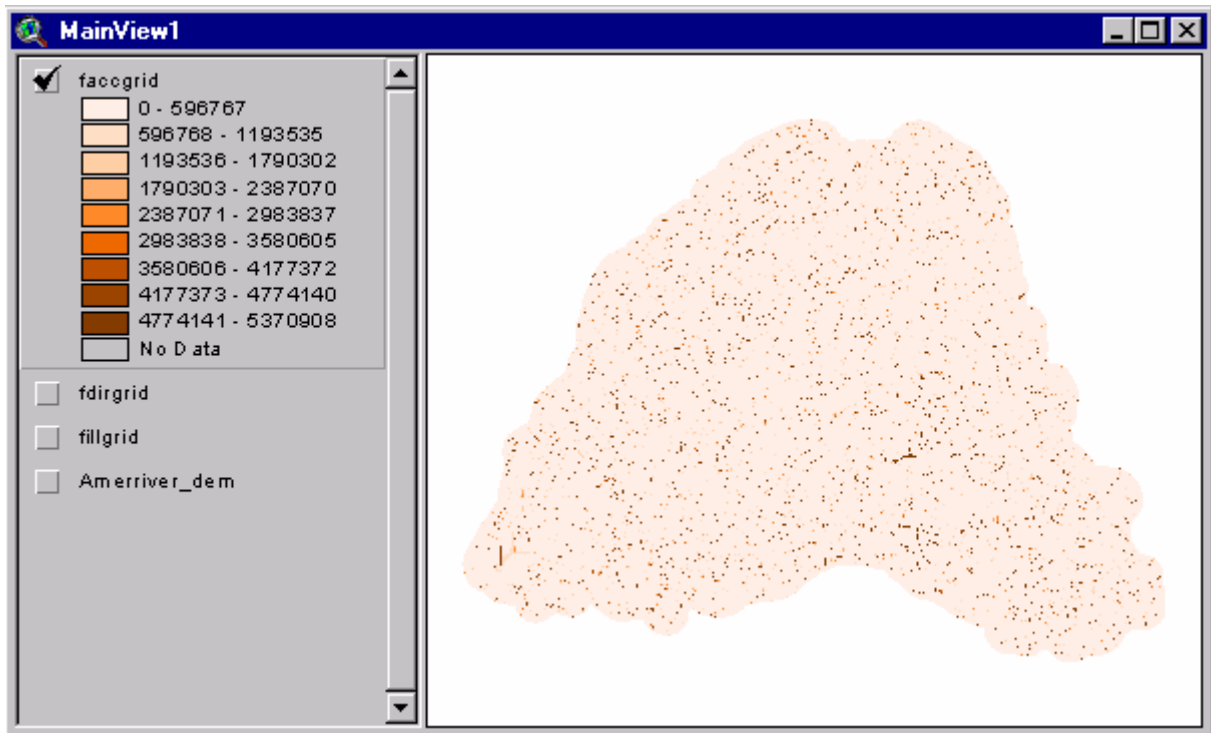 MainView1
faccgrid
0 - 596767
596768 - 1193535
1193536 - 1790302
1790303 - 2387070
2387071 - 2983837
2983838 - 3580605
3580606 - 4177372
4177373 - 4774140
4774141 - 5370908
No Data
fdirgrid
fillgrid
Amerriver_dem